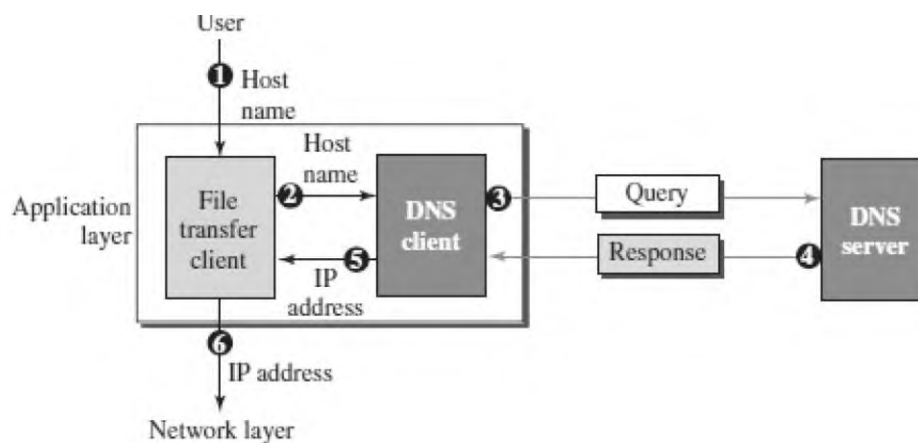 User
1
Host
name
Host
name
2
3
Application
layer
File
transfer
client
DNS
client
Query
DNS
server
5
IP
address
Response
4
6
IP address
Network layer